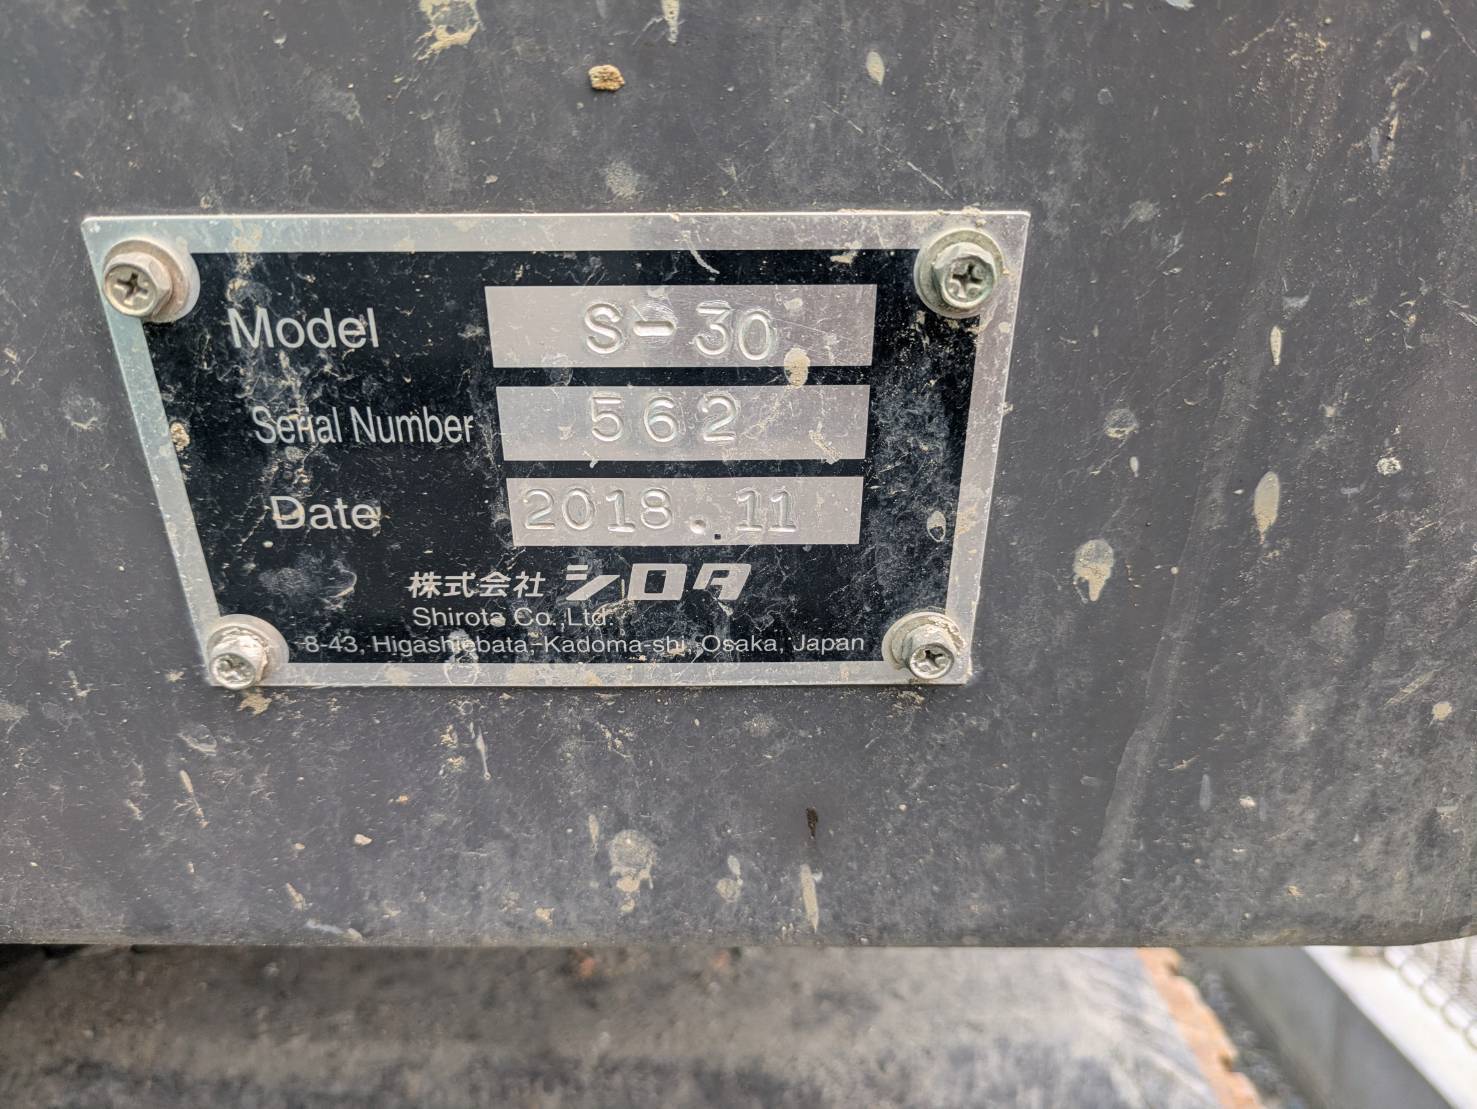 Model S-30
Serial Number 562
Date 2018.11
株式会社 シロタ
Shirota Co.,Ltd.
8-43, Higashiebata,-Kadoma-shi, Osaka, Japan